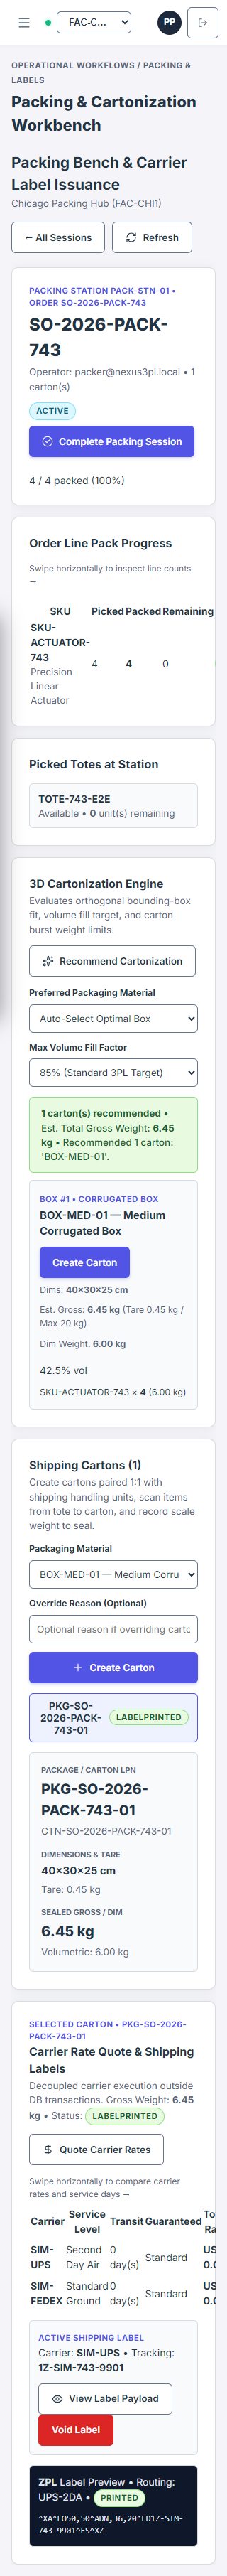 FAC-C...
PP
OPERATIONAL WORKFLOWS / PACKING &
LABELS
Packing & Cartonization
Workbench
Packing Bench & Carrier
Label Issuance
Chicago Packing Hub (FAC-CHI1)
← All Sessions
Refresh
PACKING STATION PACK-STN-01 •
ORDER SO-2026-PACK-743
SO-2026-PACK-
743
Operator: packer@nexus3pl.local • 1
carton(s)
ACTIVE
Complete Packing Session
4 / 4 packed (100%)
Order Line Pack Progress
Swipe horizontally to inspect line counts
→
SKU Picked Packed Remaining
SKU-
ACTUATOR-
743
Precision
Linear
Actuator
4 4 0
Picked Totes at Station
TOTE-743-E2E
Available • 0 unit(s) remaining
3D Cartonization Engine
Evaluates orthogonal bounding-box
fit, volume fill target, and carton
burst weight limits.
Recommend Cartonization
Preferred Packaging Material
Auto-Select Optimal Box
Max Volume Fill Factor
85% (Standard 3PL Target)
1 carton(s) recommended •
Est. Total Gross Weight: 6.45
kg • Recommended 1 carton:
'BOX-MED-01'.
BOX #1 • CORRUGATED BOX
BOX-MED-01 — Medium
Corrugated Box
Create Carton
Dims: 40×30×25 cm
Est. Gross: 6.45 kg (Tare 0.45 kg /
Max 20 kg)
Dim Weight: 6.00 kg
42.5% vol
SKU-ACTUATOR-743 × 4 (6.00 kg)
Shipping Cartons (1)
Create cartons paired 1:1 with
shipping handling units, scan items
from tote to carton, and record scale
weight to seal.
Packaging Material
BOX-MED-01 — Medium Corru
Override Reason (Optional)
Optional reason if overriding carto
+ Create Carton
PKG-SO-
2026-PACK-
743-01
LABELPRINTED
PACKAGE / CARTON LPN
PKG-SO-2026-
PACK-743-01
CTN-SO-2026-PACK-743-01
DIMENSIONS & TARE
40×30×25 cm
Tare: 0.45 kg
SEALED GROSS / DIM
6.45 kg
Volumetric: 6.00 kg
SELECTED CARTON • PKG-SO-2026-
PACK-743-01
Carrier Rate Quote & Shipping
Labels
Decoupled carrier execution outside
DB transactions. Gross Weight: 6.45
kg • Status: LABELPRINTED
$ Quote Carrier Rates
Swipe horizontally to compare carrier
rates and service days →
Carrier Service Level Transit Guaranteed To
Ra
SIM-
UPS
Second
Day Air
0
day(s)
Standard
US
0.0
SIM-
FEDEX
Standard
Ground
0
day(s)
Standard
US
0.0
ACTIVE SHIPPING LABEL
Carrier: SIM-UPS • Tracking:
1Z-SIM-743-9901
View Label Payload
Void Label
ZPL Label Preview • Routing:
UPS-2DA • PRINTED
^XA^FO50,50^ADN,36,20^FD1Z-SIM-
743-9901^FS^XZ